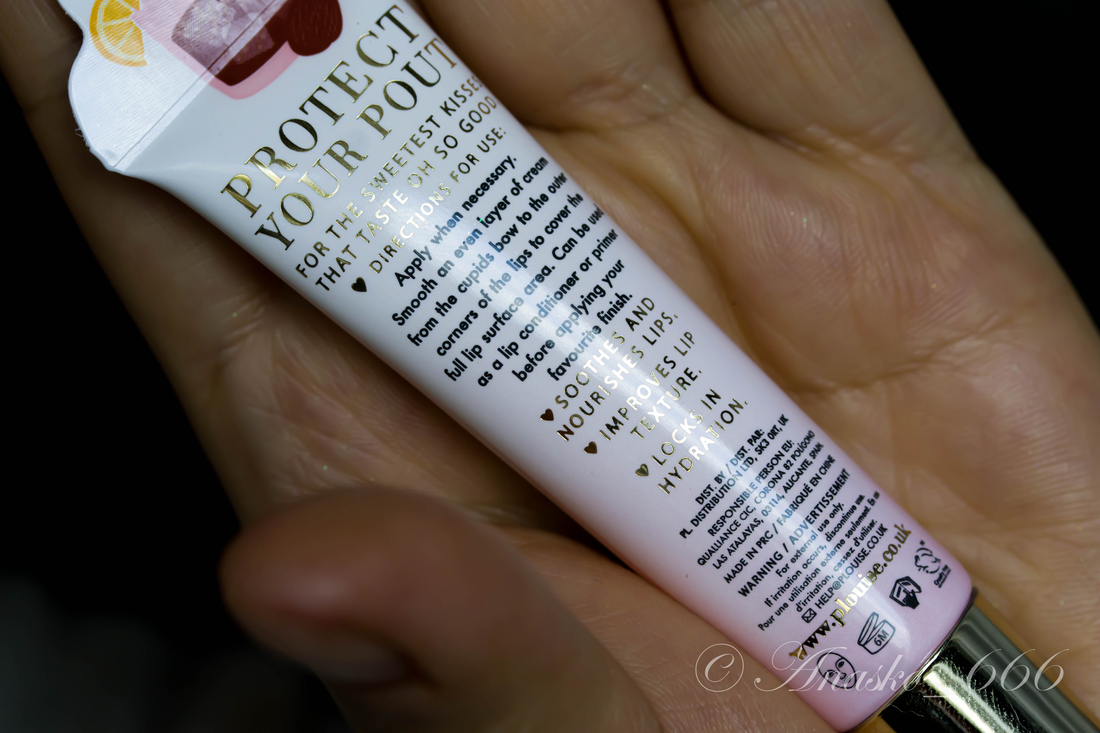 PROTECT
YOUR POUT
FOR THE SWEETEST KISSES
THAT TASTE OH SO GOOD.
DIRECTIONS FOR USE:
Apply when necessary.
Smooth an even layer of cream
from the cupids bow to the outer
corners of the lips to cover the
full lip surface area. Can be used
as a lip conditioner or primer
before applying your
favourite finish.
SOOTHES AND
NOURISHES LIPS.
IMPROVES LIP
TEXTURE.
LOCKS IN
HYDRATION.
DIST. BY / DIST. PAR:
PL DISTRIBUTION LTD, SK3 0RT, UK
RESPONSIBLE PERSON EU:
QUALLIANCE CIC, CORONA 82 POLÍGONO
LAS ATALAYAS, 03114, ALICANTE, SPAIN
MADE IN PRC / FABRIQUÉ EN CHINE
WARNING / ADVERTISSEMENT
For external use only.
If irritation occurs, discontinue use.
Pour une utilisation externe seulement. En cas
d'irritation, cessez d'utiliser.
HELP@PLOUISE.CO.UK
www.plouise.co.uk
6M
© Anasko_666